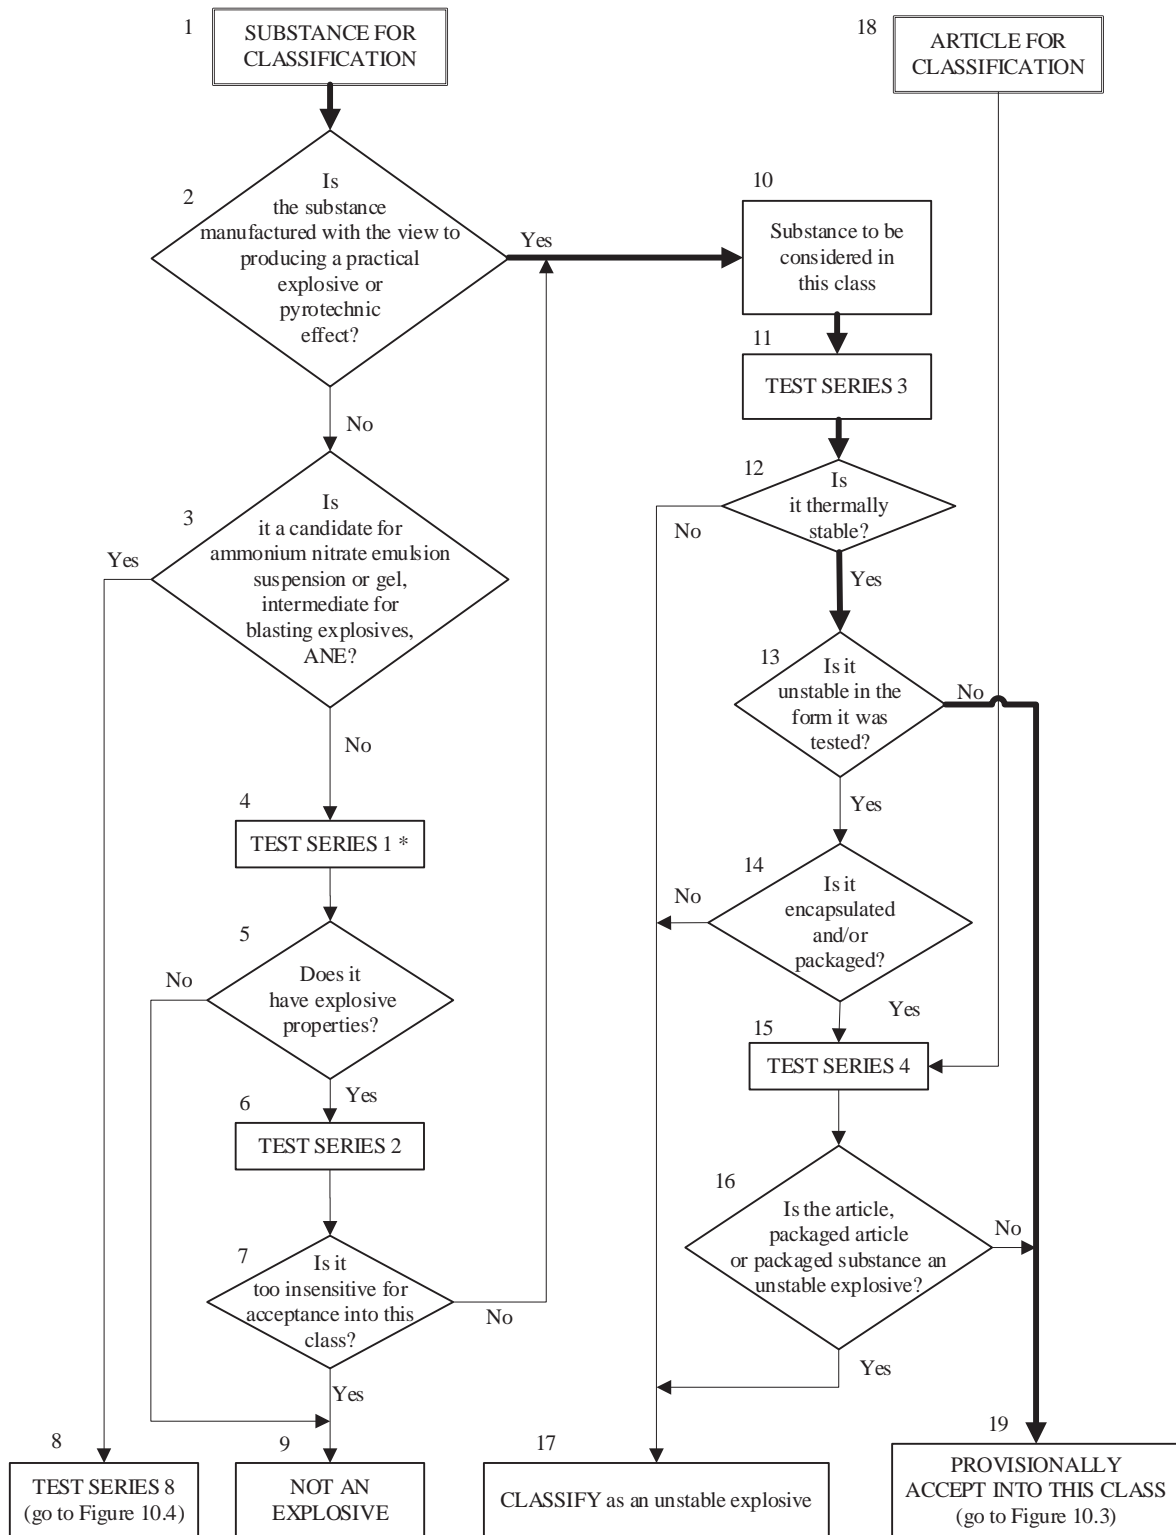 1
SUBSTANCE FOR
CLASSIFICATION
18
ARTICLE FOR
CLASSIFICATION
2
Is
the substance
manufactured with the view to
producing a practical
explosive or
pyrotechnic
effect?
Yes
No
10
Substance to be
considered in
this class
11
TEST SERIES 3
3
Is
it a candidate for
ammonium nitrate emulsion
suspension or gel,
intermediate for
blasting explosives,
ANE?
Yes
No
12
Is
it thermally
stable?
No
Yes
13
Is it
unstable in the
form it was
tested?
No
Yes
4
TEST SERIES 1 *
14
Is it
encapsulated
and/or
packaged?
No
Yes
5
Does it
have explosive
properties?
No
Yes
15
TEST SERIES 4
6
TEST SERIES 2
16
Is the article,
packaged article
or packaged substance an
unstable explosive?
No
Yes
7
Is it
too insensitive for
acceptance into this
class?
No
Yes
8
TEST SERIES 8
(go to Figure 10.4)
9
NOT AN
EXPLOSIVE
17
CLASSIFY as an unstable explosive
19
PROVISIONALLY
ACCEPT INTO THIS CLASS
(go to Figure 10.3)